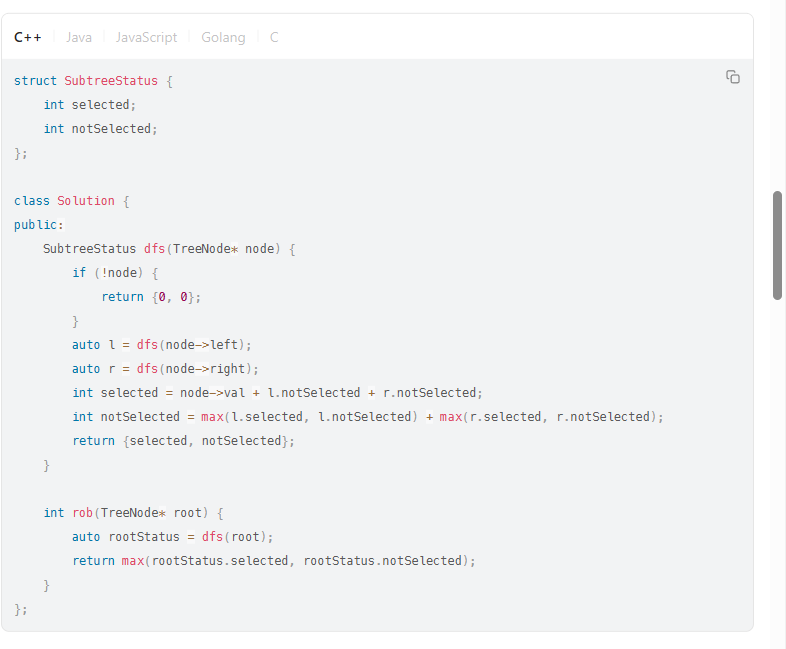 C++ Java JavaScript Golang C
struct SubtreeStatus {
    int selected;
    int notSelected;
};

class Solution {
public:
    SubtreeStatus dfs(TreeNode* node) {
        if (!node) {
            return {0, 0};
        }
        auto l = dfs(node->left);
        auto r = dfs(node->right);
        int selected = node->val + l.notSelected + r.notSelected;
        int notSelected = max(l.selected, l.notSelected) + max(r.selected, r.notSelected);
        return {selected, notSelected};
    }

    int rob(TreeNode* root) {
        auto rootStatus = dfs(root);
        return max(rootStatus.selected, rootStatus.notSelected);
    }
};